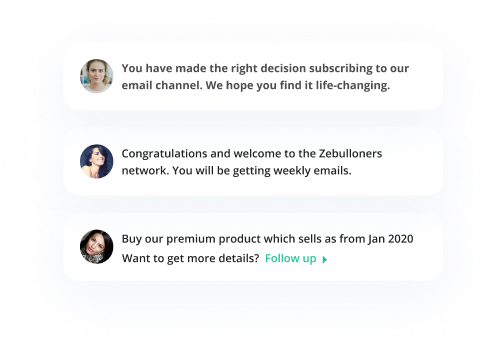 You have made the right decision subscribing to our
email channel. We hope you find it life-changing.
Congratulations and welcome to the Zebulloners
network. You will be getting weekly emails.
Buy our premium product which sells as from Jan 2020
Want to get more details? Follow up